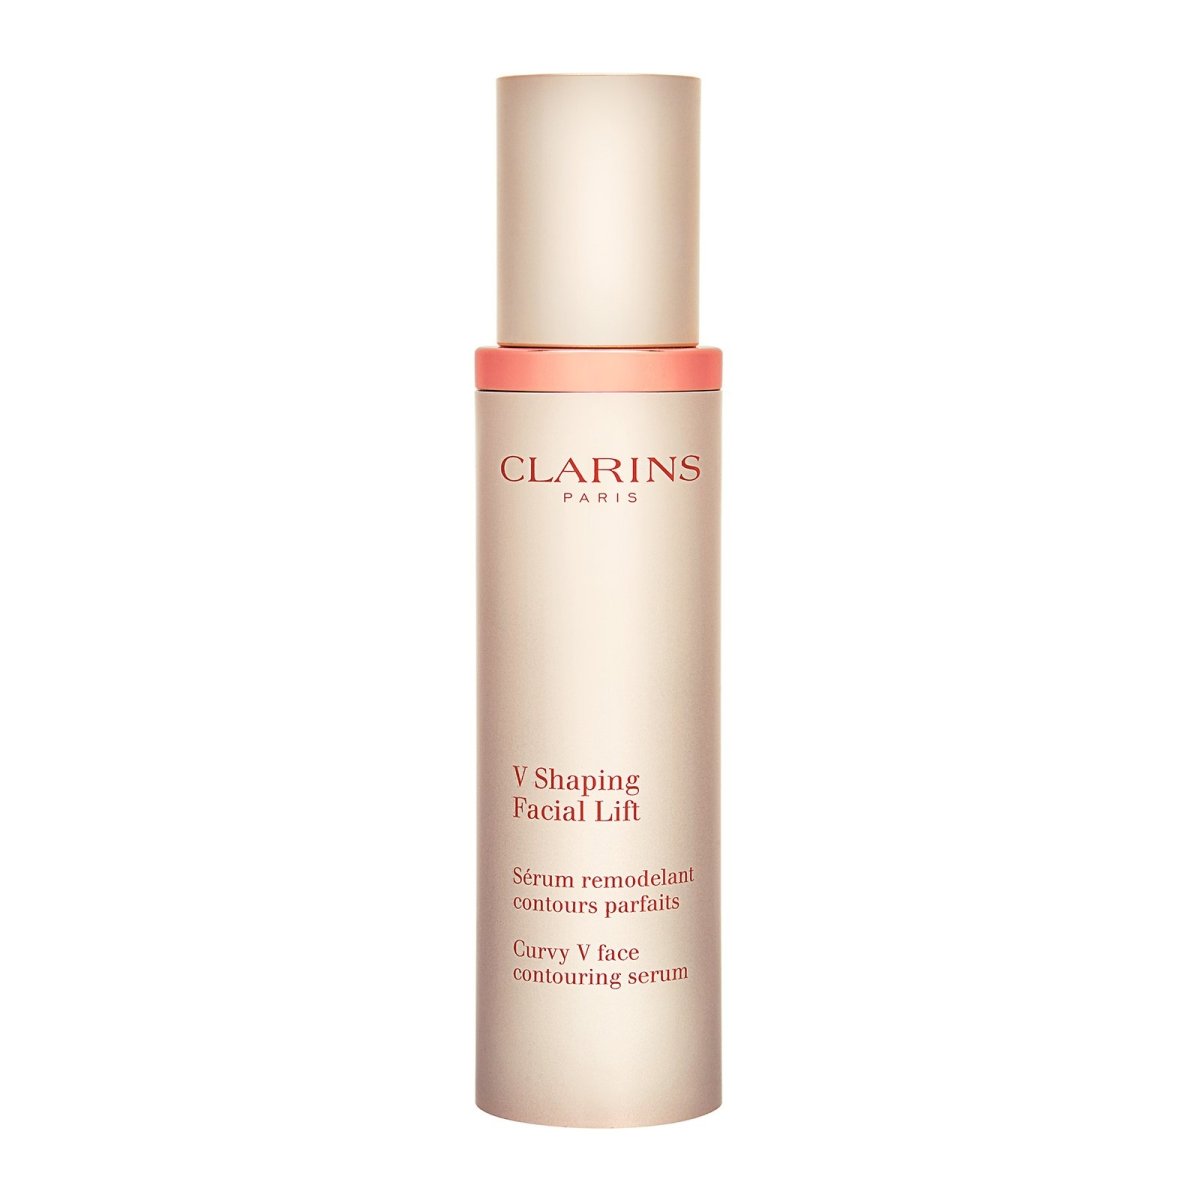 CLARINS
PARIS
V Shaping
Facial Lift
Sérum remodelant
contours parfaits
Curvy V face
contouring serum